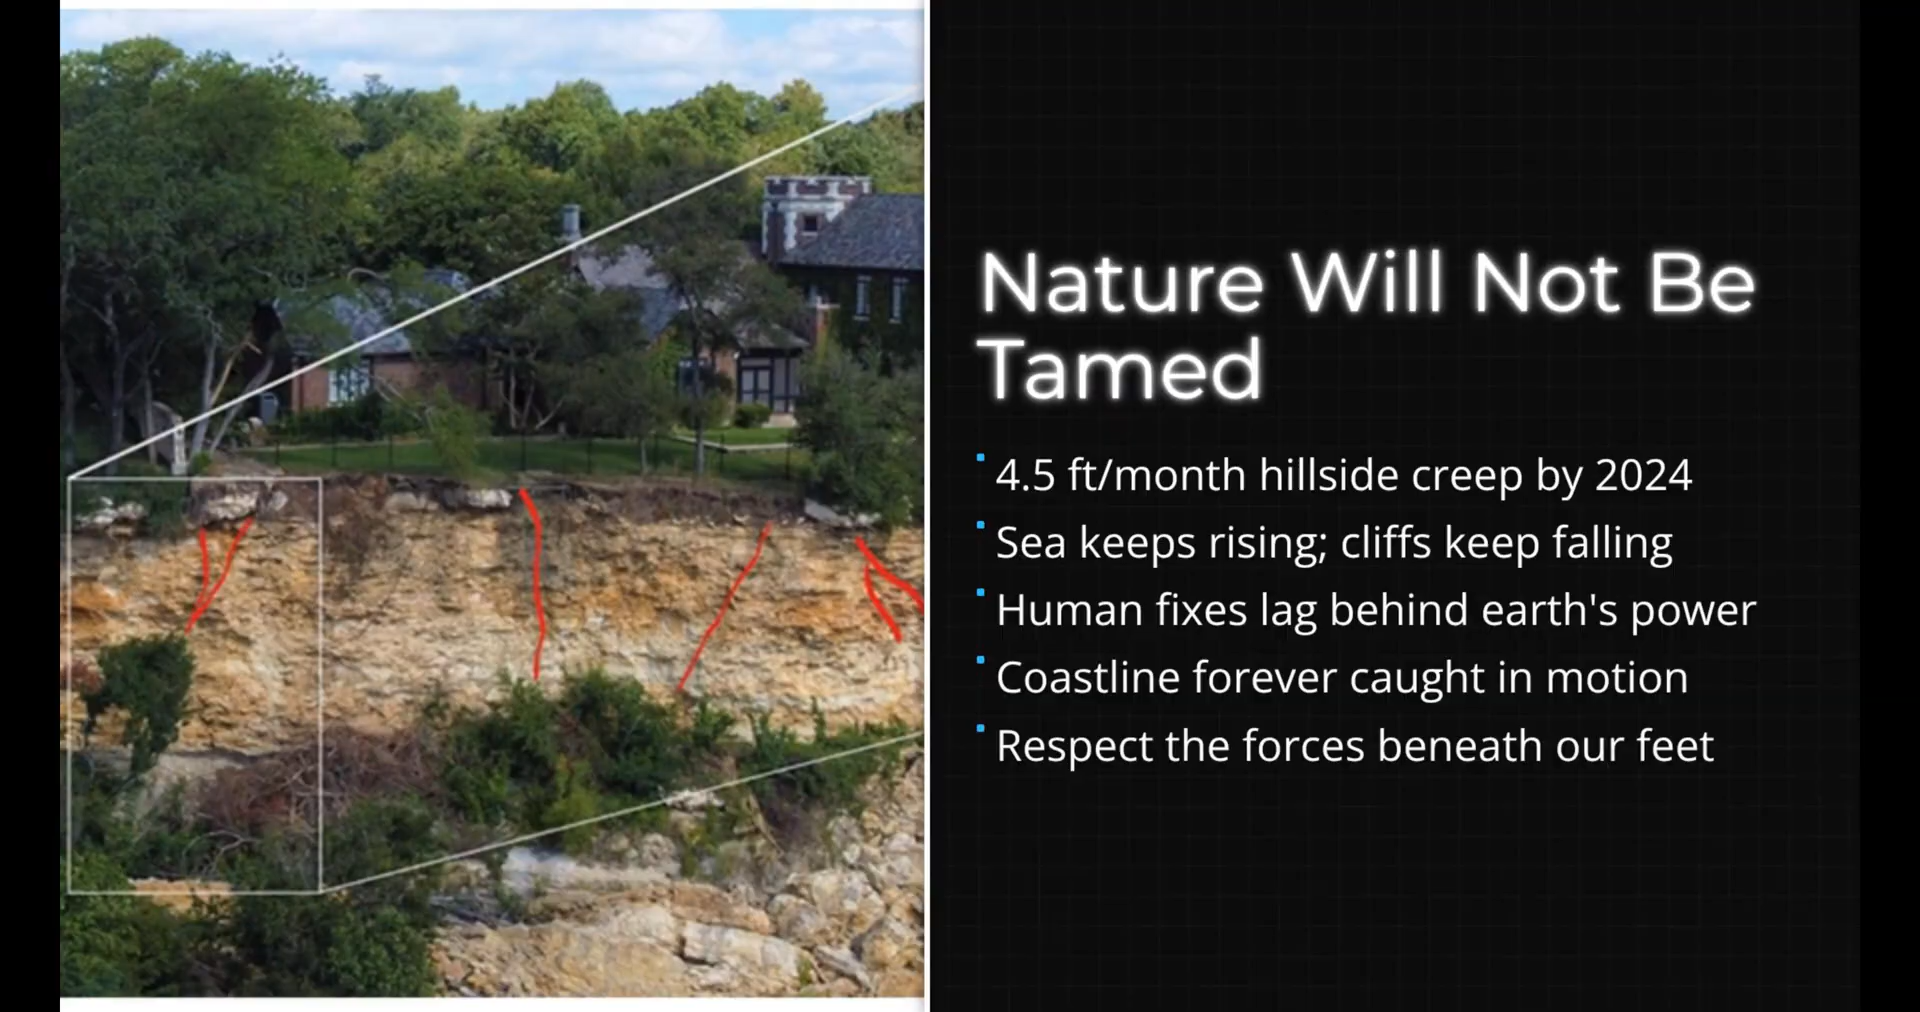 Nature Will Not Be
Tamed
4.5 ft/month hillside creep by 2024
Sea keeps rising; cliffs keep falling
Human fixes lag behind earth's power
Coastline forever caught in motion
Respect the forces beneath our feet